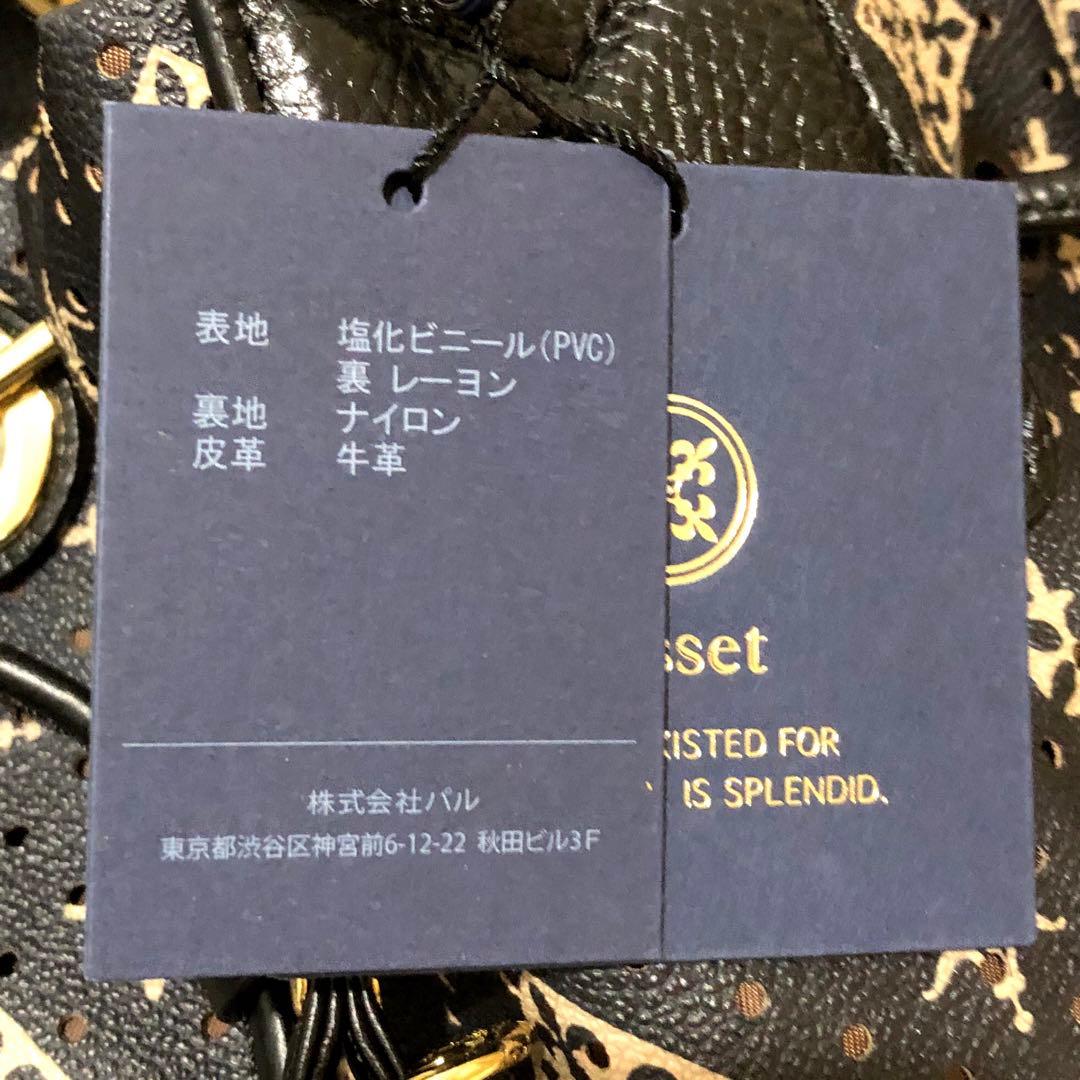 表地 塩化ビニール(PVC)
裏 レーヨン
裏地 ナイロン
皮革 牛革
株式会社パル
東京都渋谷区神宮前6-12-22 秋田ビル3F
sset
XISTED FOR
IS SPLENDID.